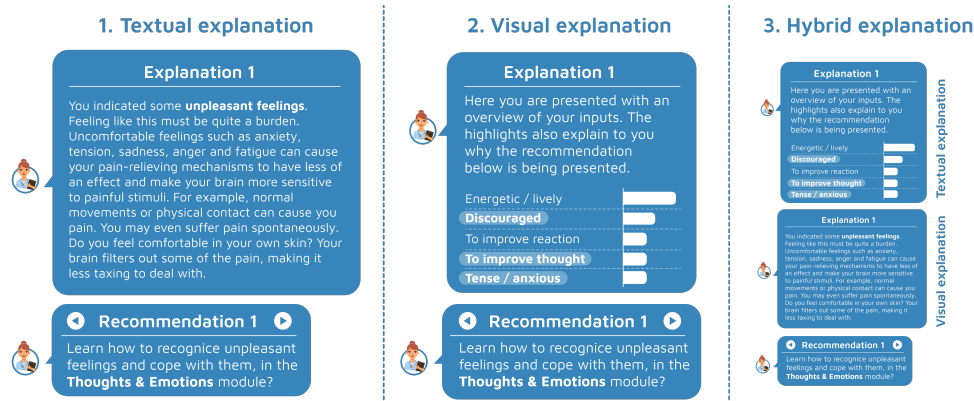 1. Textual explanation
Explanation 1
You indicated some unpleasant feelings.
Feeling like this must be quite a burden.
Uncomfortable feelings such as anxiety,
tension, sadness, anger and fatigue can cause
your pain-relieving mechanisms to have less of
an effect and make your brain more sensitive
to painful stimuli. For example, normal
movements or physical contact can cause you
pain. You may even suffer pain spontaneously.
Do you feel comfortable in your own skin? Your
brain filters out some of the pain, making it
less taxing to deal with.
Recommendation 1
Learn how to recognice unpleasant
feelings and cope with them, in the
Thoughts & Emotions module?
2. Visual explanation
Explanation 1
Here you are presented with an
overview of your inputs. The
highlights also explain to you
why the recommendation
below is being presented.
Energetic / lively
Discouraged
To improve reaction
To improve thought
Tense / anxious
Recommendation 1
Learn how to recognice unpleasant
feelings and cope with them, in the
Thoughts & Emotions module?
3. Hybrid explanation
Explanation 1
Here you are presented with an
overview of your inputs. The
highlights also explain to you
why the recommendation
below is being presented.
Energetic / lively
Discouraged
To improve reaction
To improve thought
Tense / anxious
Textual explanation
Explanation 1
You indicated some unpleasant feelings.
Feeling like this must be quite a burden.
Uncomfortable feelings such as anxiety,
tension, sadness, anger and fatigue can cause
your pain-relieving mechanisms to have less of
an effect and make your brain more sensitive
to painful stimuli. For example, normal
movements or physical contact can cause you
pain. You may even suffer pain spontaneously.
Do you feel comfortable in your own skin? Your
brain filters out some of the pain, making it
less taxing to deal with.
Visual explanation
Recommendation 1
Learn how to recognice unpleasant
feelings and cope with them, in the
Thoughts & Emotions module?